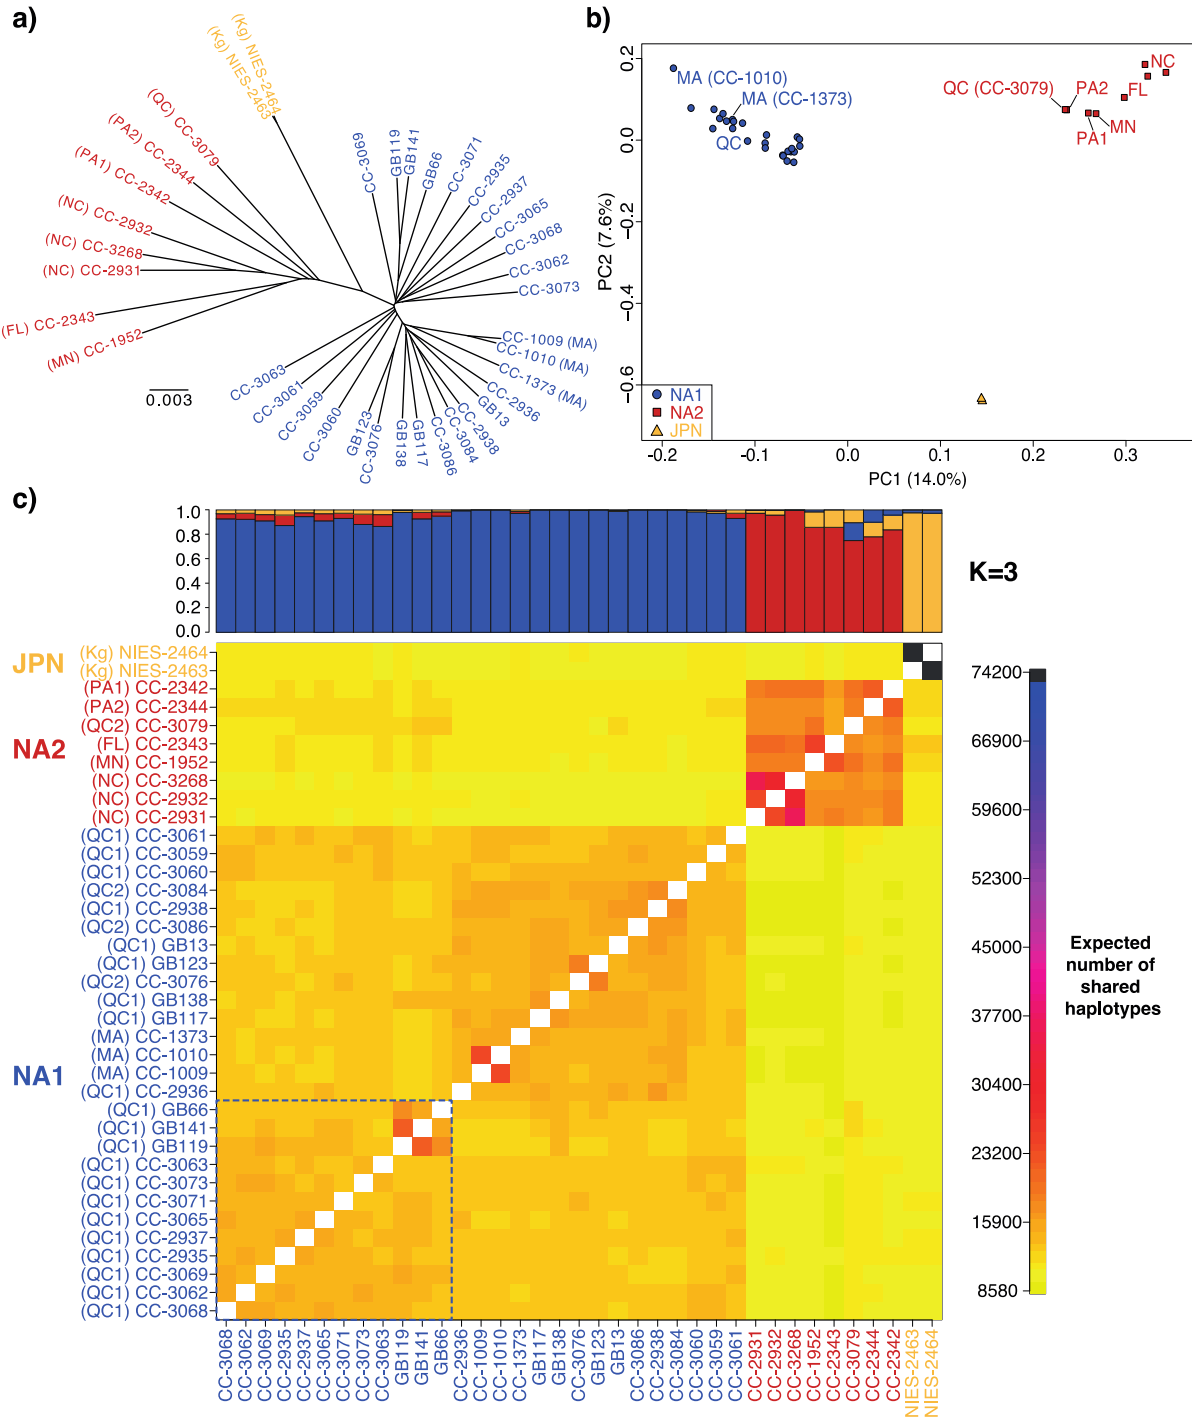 a)
(Kg) NIES-2464
(Kg) NIES-2463
(QC) CC-3079
(PA2) CC-2344
(PA1) CC-2342
(NC) CC-2932
(NC) CC-3268
(NC) CC-2931
(FL) CC-2343
(MN) CC-1952
0.003
CC-3069
GB119
GB141
GB66
CC-3071
CC-2935
CC-2937
CC-3065
CC-3068
CC-3062
CC-3073
CC-1009 (MA)
CC-1010 (MA)
CC-1373 (MA)
CC-2936
GB13
CC-2938
CC-3084
CC-3086
GB117
GB138
CC-3076
GB123
CC-3060
CC-3059
CC-3061
CC-3063
b)
PC2 (7.6%)
0.2
0.0
−0.2
−0.4
−0.6
MA (CC-1010)
MA (CC-1373)
QC
QC (CC-3079)
PA2
PA1
MN
FL
NC
NA1
NA2
JPN
-0.2
-0.1
0.0
0.1
0.2
0.3
PC1 (14.0%)
c)
1.0
0.8
0.6
0.4
0.2
0.0
K=3
JPN
NA2
NA1
(Kg) NIES-2464
(Kg) NIES-2463
(PA1) CC-2342
(PA2) CC-2344
(QC2) CC-3079
(FL) CC-2343
(MN) CC-1952
(NC) CC-3268
(NC) CC-2932
(NC) CC-2931
(QC1) CC-3061
(QC1) CC-3059
(QC1) CC-3060
(QC2) CC-3084
(QC1) CC-2938
(QC2) CC-3086
(QC1) GB13
(QC1) GB123
(QC2) CC-3076
(QC1) GB138
(QC1) GB117
(MA) CC-1373
(MA) CC-1010
(MA) CC-1009
(QC1) CC-2936
(QC1) GB66
(QC1) GB141
(QC1) GB119
(QC1) CC-3063
(QC1) CC-3073
(QC1) CC-3071
(QC1) CC-3065
(QC1) CC-2937
(QC1) CC-2935
(QC1) CC-3069
(QC1) CC-3062
(QC1) CC-3068
CC-3068
CC-3062
CC-3069
CC-2935
CC-2937
CC-3065
CC-3071
CC-3073
CC-3063
GB119
GB141
GB66
CC-2936
CC-1009
CC-1010
CC-1373
GB117
GB138
CC-3076
GB123
GB13
CC-3086
CC-2938
CC-3084
CC-3060
CC-3059
CC-3061
CC-2931
CC-2932
CC-3268
CC-1952
CC-2343
CC-3079
CC-2344
CC-2342
NIES-2463
NIES-2464
74200
66900
59600
52300
45000
37700
30400
23200
15900
8580
Expected
number of
shared
haplotypes